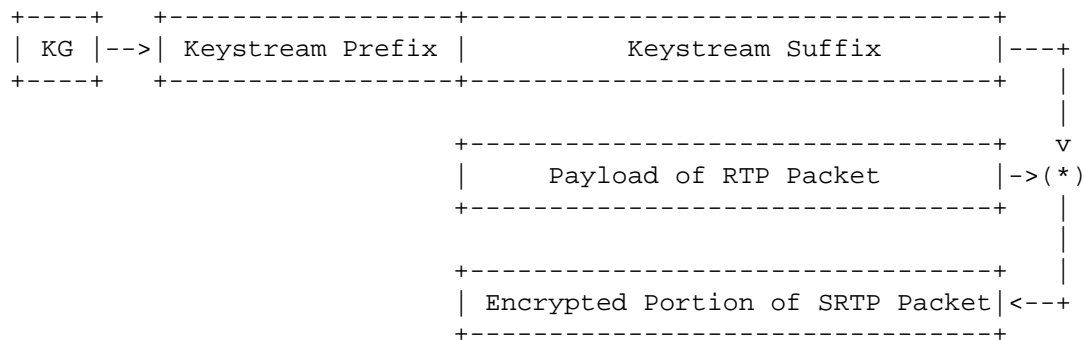 +----+   +------------------+---------------------------------+
| KG |-->| Keystream Prefix |          Keystream Suffix       |---+
+----+   +------------------+---------------------------------+   |
                                                                  |
                            +---------------------------------+   v
                            |     Payload of RTP Packet       |->(*)
                            +---------------------------------+   |
                                                                  |
                            +---------------------------------+   |
                            | Encrypted Portion of SRTP Packet|<--+
                            +---------------------------------+